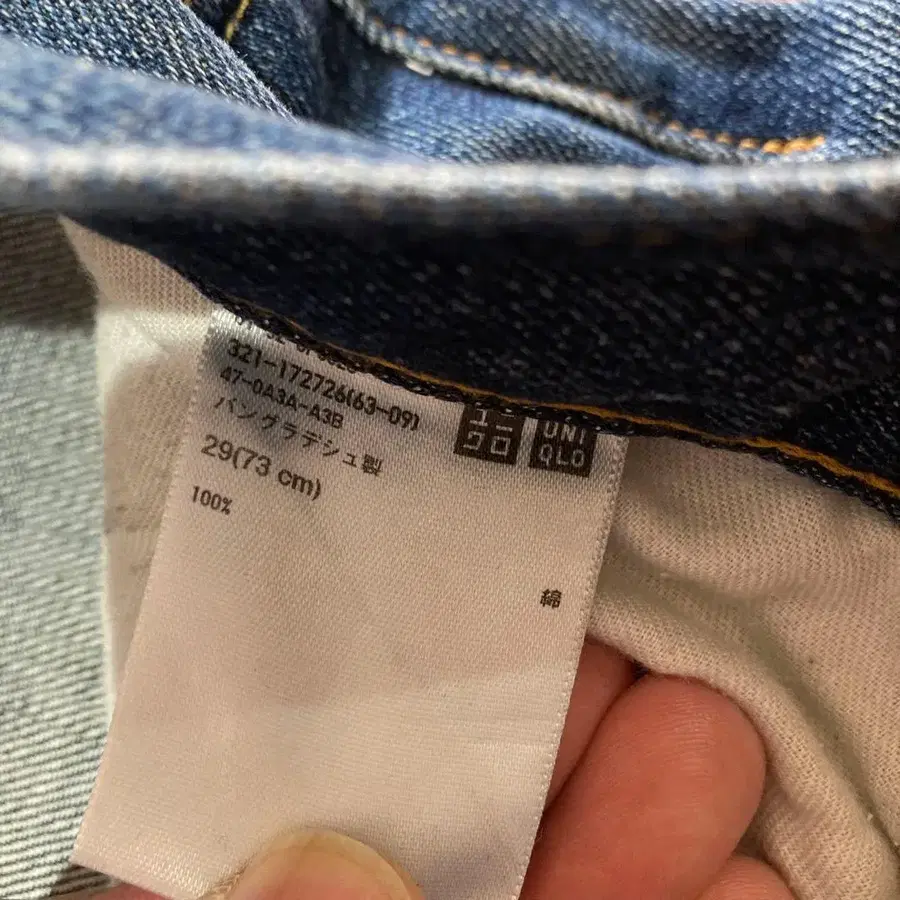 321-172726(63-09)
47-0A3A-A3B
バングラデシュ製
29(73 cm)
100%
ユニ
クロ
UNI
QLO
綿